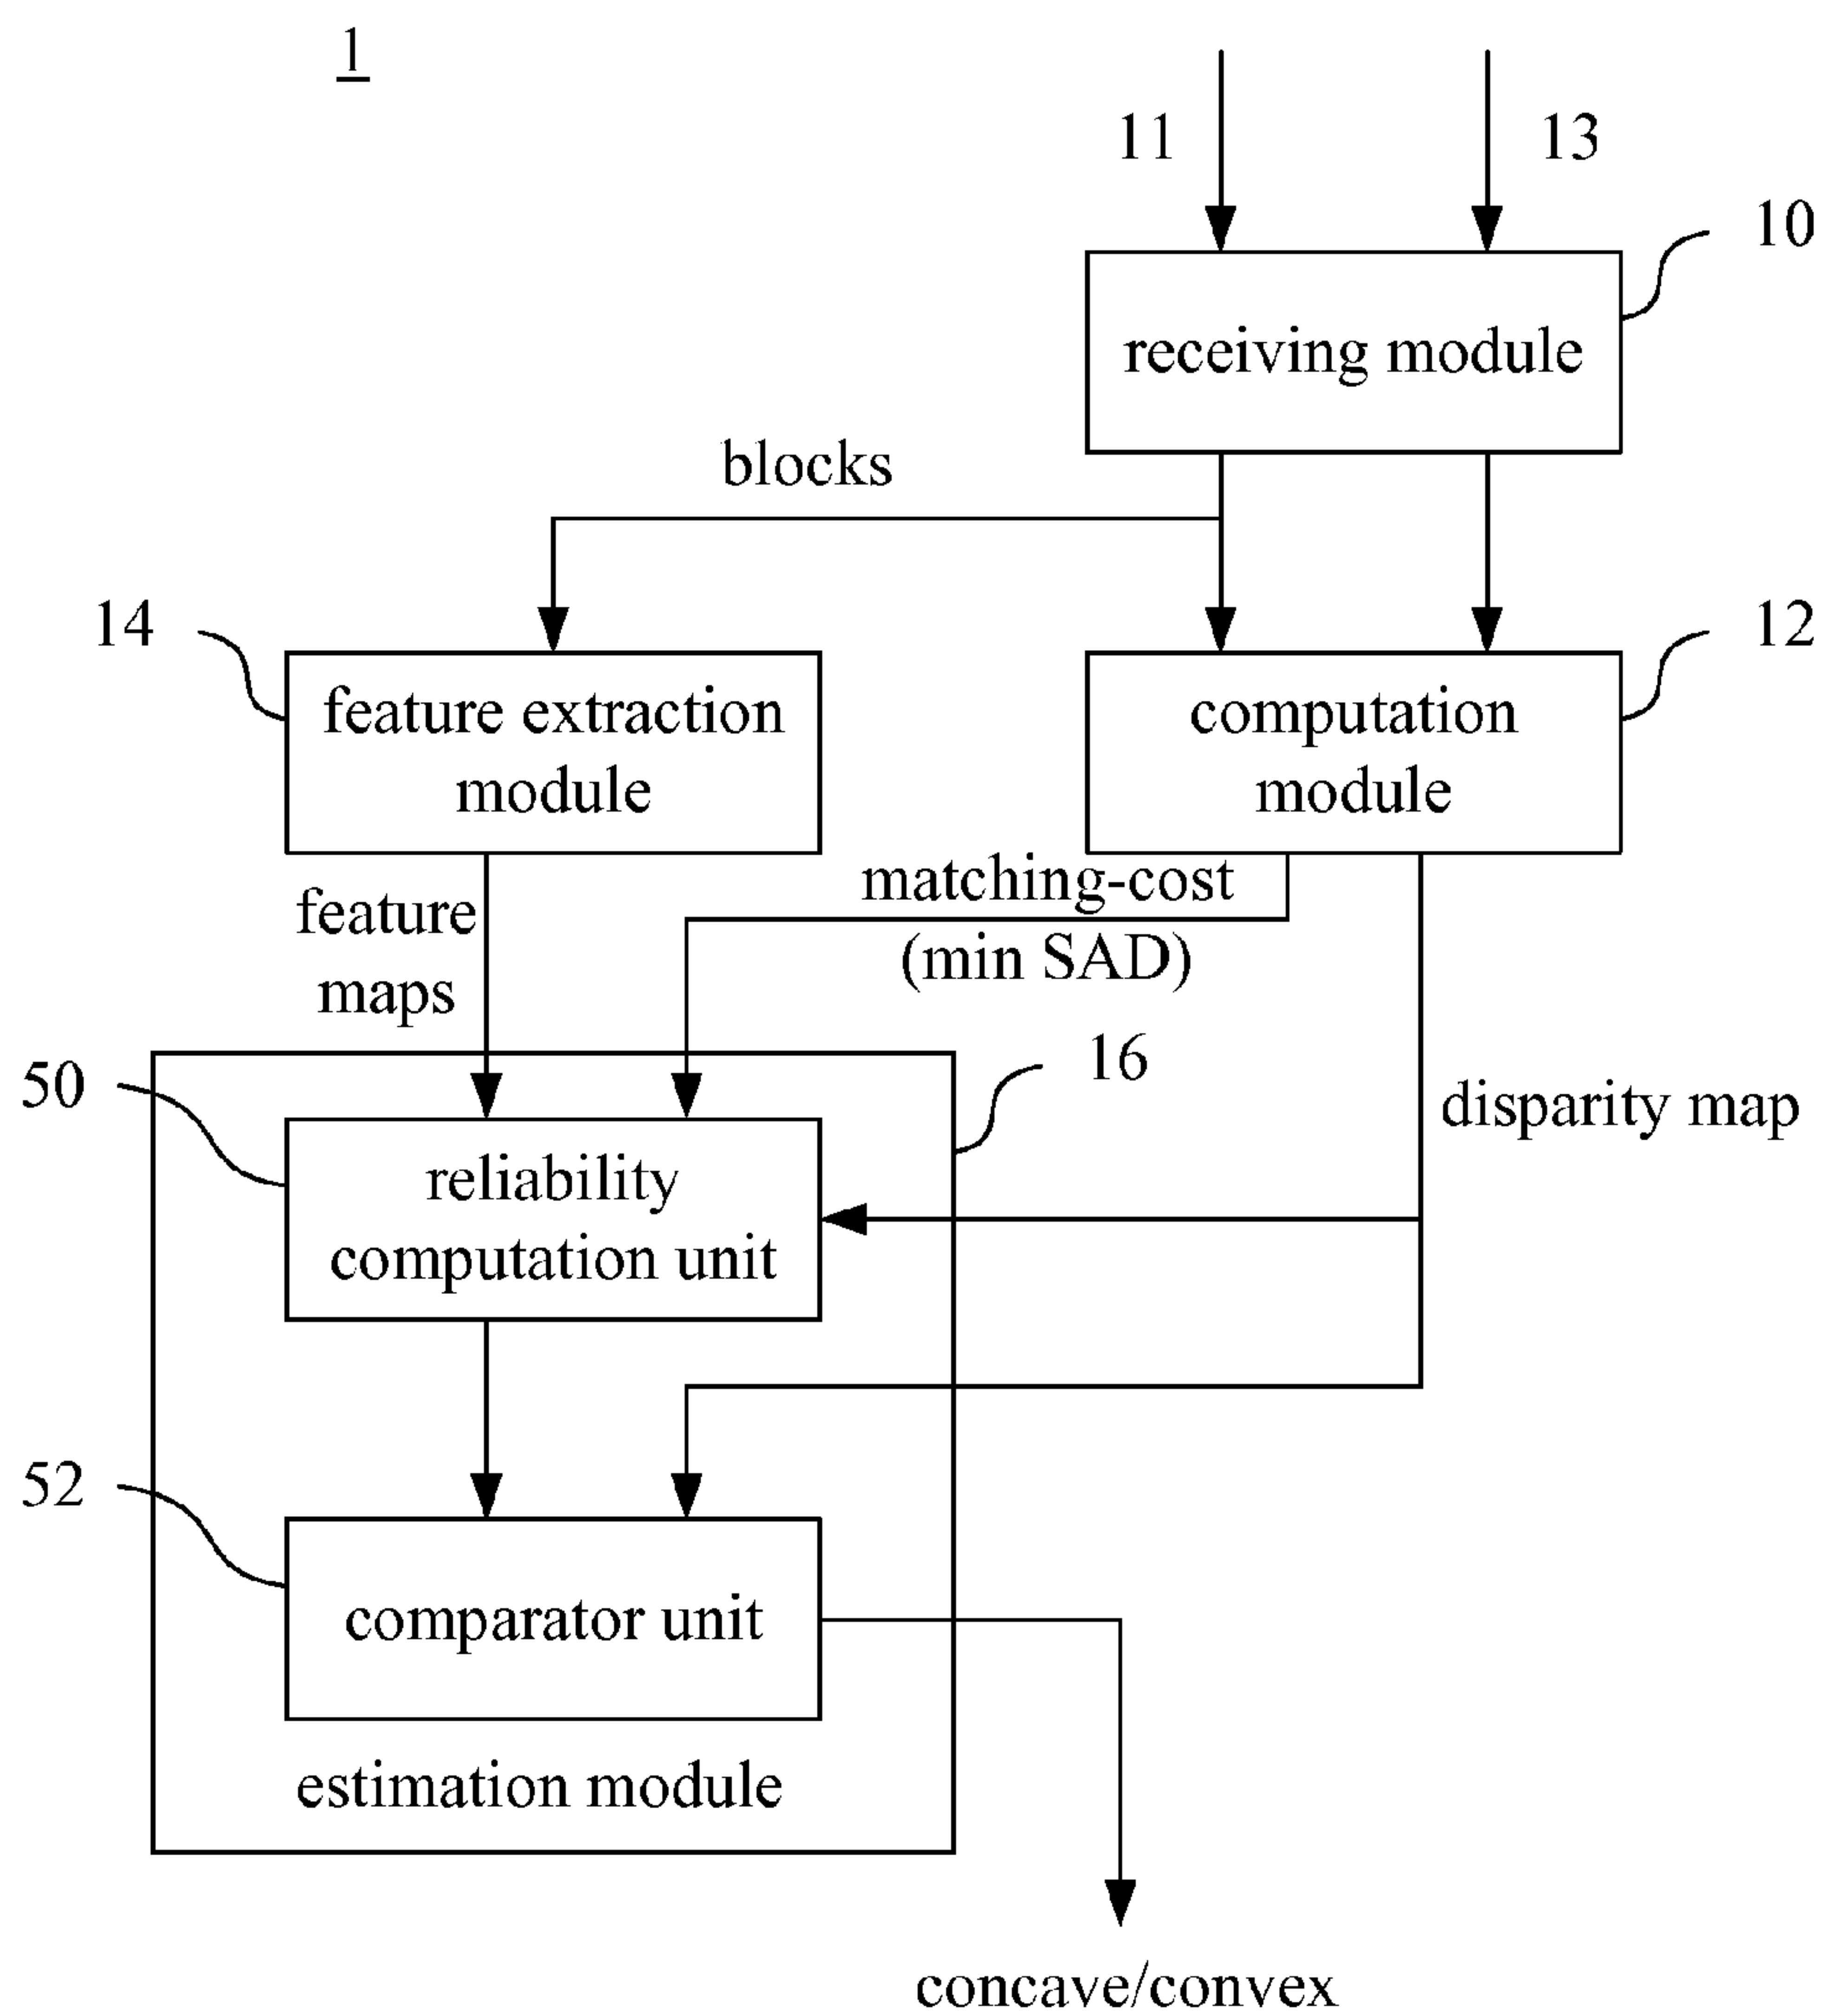 1
11
13
10
receiving module
blocks
14
12
feature extraction
module
computation
module
matching-cost
(min SAD)
feature
maps
16
50
disparity map
reliability
computation unit
52
comparator unit
estimation module
concave/convex